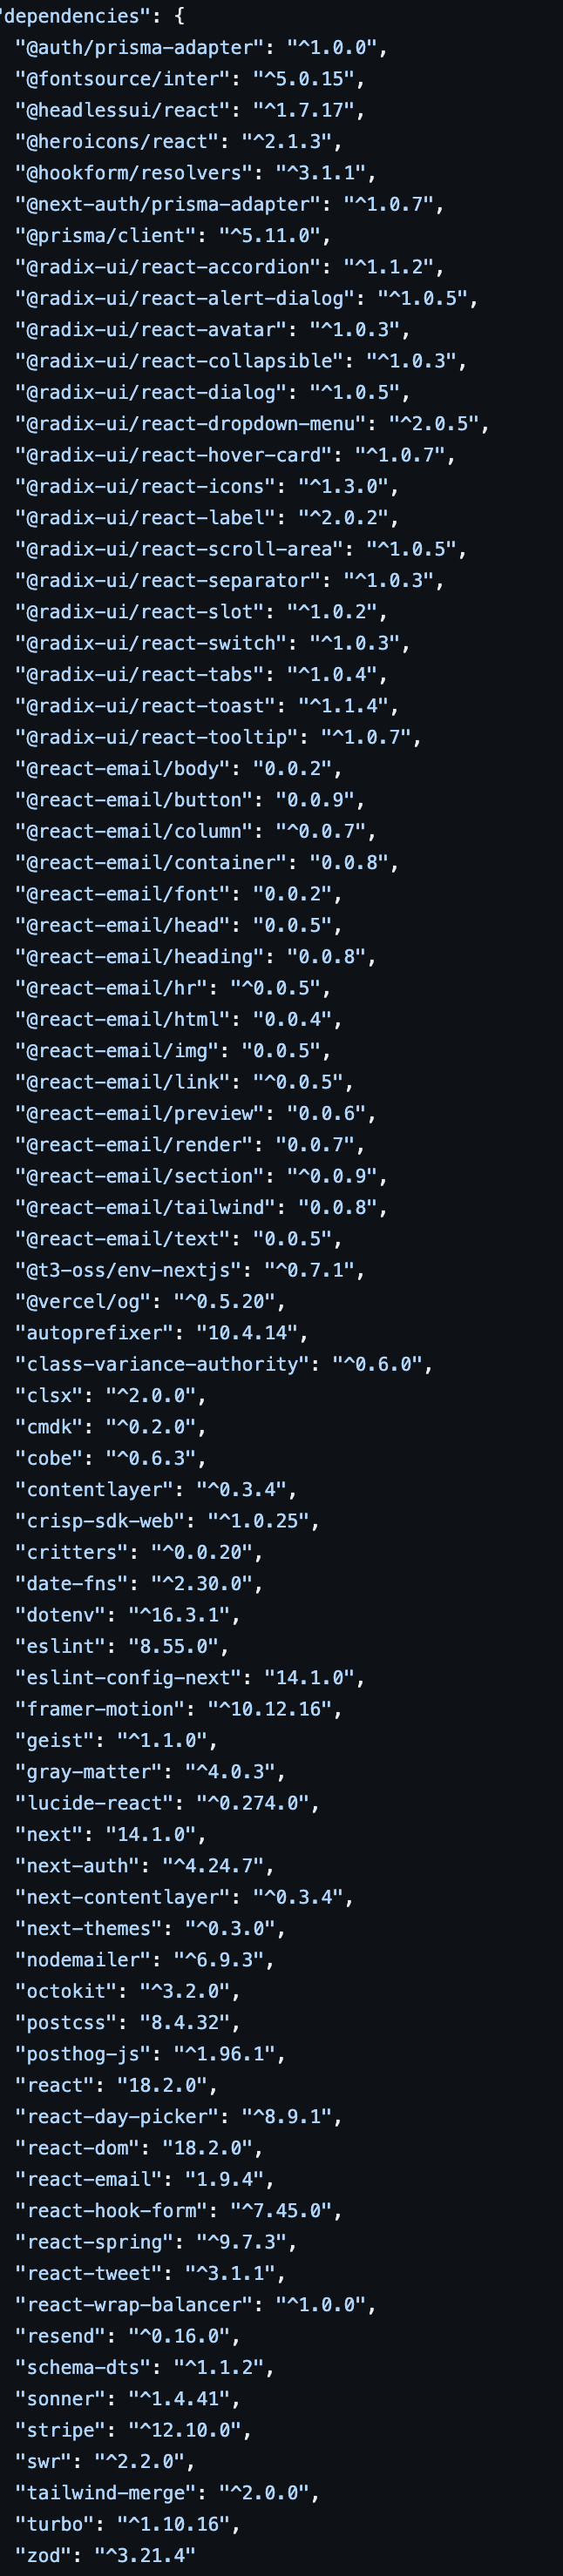 "dependencies": {
"@auth/prisma-adapter": "^1.0.0",
"@fontsource/inter": "^5.0.15",
"@headlessui/react": "^1.7.17",
"@heroicons/react": "^2.1.3",
"@hookform/resolvers": "^3.1.1",
"@next-auth/prisma-adapter": "^1.0.7",
"@prisma/client": "^5.11.0",
"@radix-ui/react-accordion": "^1.1.2",
"@radix-ui/react-alert-dialog": "^1.0.5",
"@radix-ui/react-avatar": "^1.0.3",
"@radix-ui/react-collapsible": "^1.0.3",
"@radix-ui/react-dialog": "^1.0.5",
"@radix-ui/react-dropdown-menu": "^2.0.5",
"@radix-ui/react-hover-card": "^1.0.7",
"@radix-ui/react-icons": "^1.3.0",
"@radix-ui/react-label": "^2.0.2",
"@radix-ui/react-scroll-area": "^1.0.5",
"@radix-ui/react-separator": "^1.0.3",
"@radix-ui/react-slot": "^1.0.2",
"@radix-ui/react-switch": "^1.0.3",
"@radix-ui/react-tabs": "^1.0.4",
"@radix-ui/react-toast": "^1.1.4",
"@radix-ui/react-tooltip": "^1.0.7",
"@react-email/body": "0.0.2",
"@react-email/button": "0.0.9",
"@react-email/column": "^0.0.7",
"@react-email/container": "0.0.8",
"@react-email/font": "0.0.2",
"@react-email/head": "0.0.5",
"@react-email/heading": "0.0.8",
"@react-email/hr": "^0.0.5",
"@react-email/html": "0.0.4",
"@react-email/img": "0.0.5",
"@react-email/link": "^0.0.5",
"@react-email/preview": "0.0.6",
"@react-email/render": "0.0.7",
"@react-email/section": "^0.0.9",
"@react-email/tailwind": "0.0.8",
"@react-email/text": "0.0.5",
"@t3-oss/env-nextjs": "^0.7.1",
"@vercel/og": "^0.5.20",
"autoprefixer": "10.4.14",
"class-variance-authority": "^0.6.0",
"clsx": "^2.0.0",
"cmdk": "^0.2.0",
"cobe": "^0.6.3",
"contentlayer": "^0.3.4",
"crisp-sdk-web": "^1.0.25",
"critters": "^0.0.20",
"date-fns": "^2.30.0",
"dotenv": "^16.3.1",
"eslint": "8.55.0",
"eslint-config-next": "14.1.0",
"framer-motion": "^10.12.16",
"geist": "^1.1.0",
"gray-matter": "^4.0.3",
"lucide-react": "^0.274.0",
"next": "14.1.0",
"next-auth": "^4.24.7",
"next-contentlayer": "^0.3.4",
"next-themes": "^0.3.0",
"nodemailer": "^6.9.3",
"octokit": "^3.2.0",
"postcss": "8.4.32",
"posthog-js": "^1.96.1",
"react": "18.2.0",
"react-day-picker": "^8.9.1",
"react-dom": "18.2.0",
"react-email": "1.9.4",
"react-hook-form": "^7.45.0",
"react-spring": "^9.7.3",
"react-tweet": "^3.1.1",
"react-wrap-balancer": "^1.0.0",
"resend": "^0.16.0",
"schema-dts": "^1.1.2",
"sonner": "^1.4.41",
"stripe": "^12.10.0",
"swr": "^2.2.0",
"tailwind-merge": "^2.0.0",
"turbo": "^1.10.16",
"zod": "^3.21.4"